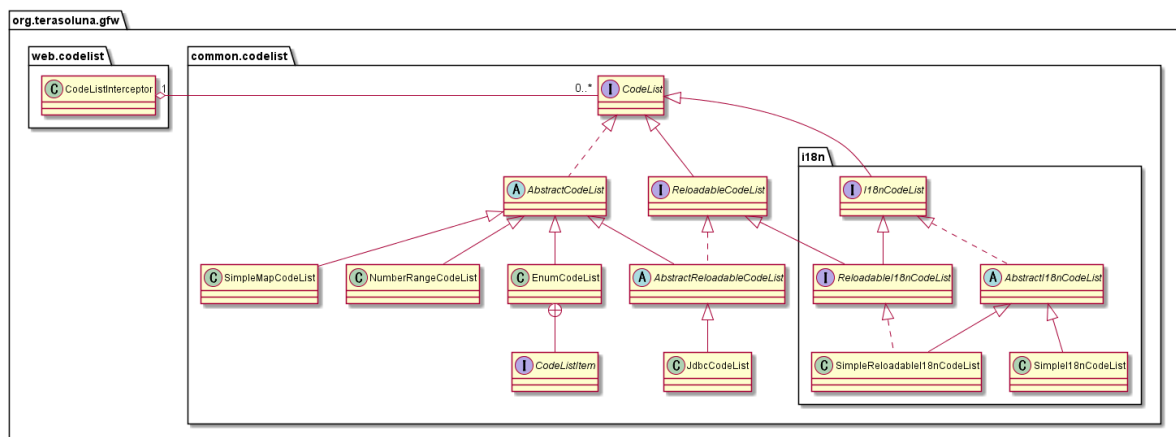 org.terasoluna.gfw
web.codelist
common.codelist
C CodeListInterceptor
1
0..*
I CodeList
i18n
A AbstractCodeList
I ReloadableCodeList
I I18nCodeList
C SimpleMapCodeList
C NumberRangeCodeList
C EnumCodeList
A AbstractReloadableCodeList
I ReloadableI18nCodeList
A AbstractI18nCodeList
I CodeListItem
C JdbcCodeList
C SimpleReloadableI18nCodeList
C SimpleI18nCodeList